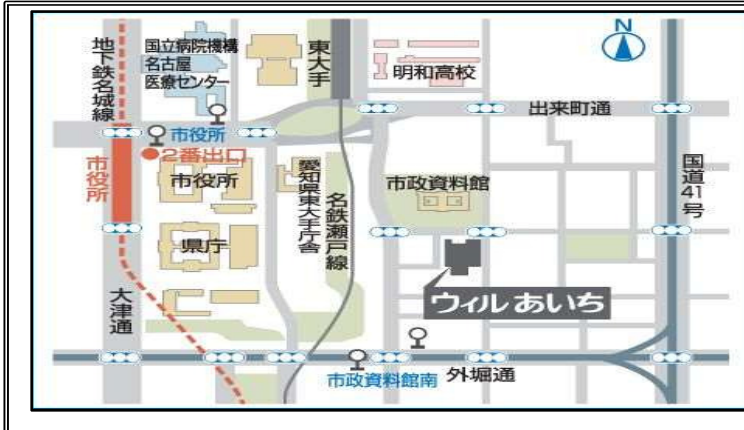 N
地下鉄名城線
国立病院機構
名古屋
医療センター
東大手
明和高校
出来町通
市役所
2番出口
市役所
市役所
愛知県東大手庁舎
名鉄瀬戸線
市政資料館
国道41号
県庁
大津通
ウィルあいち
市政資料館南
外堀通